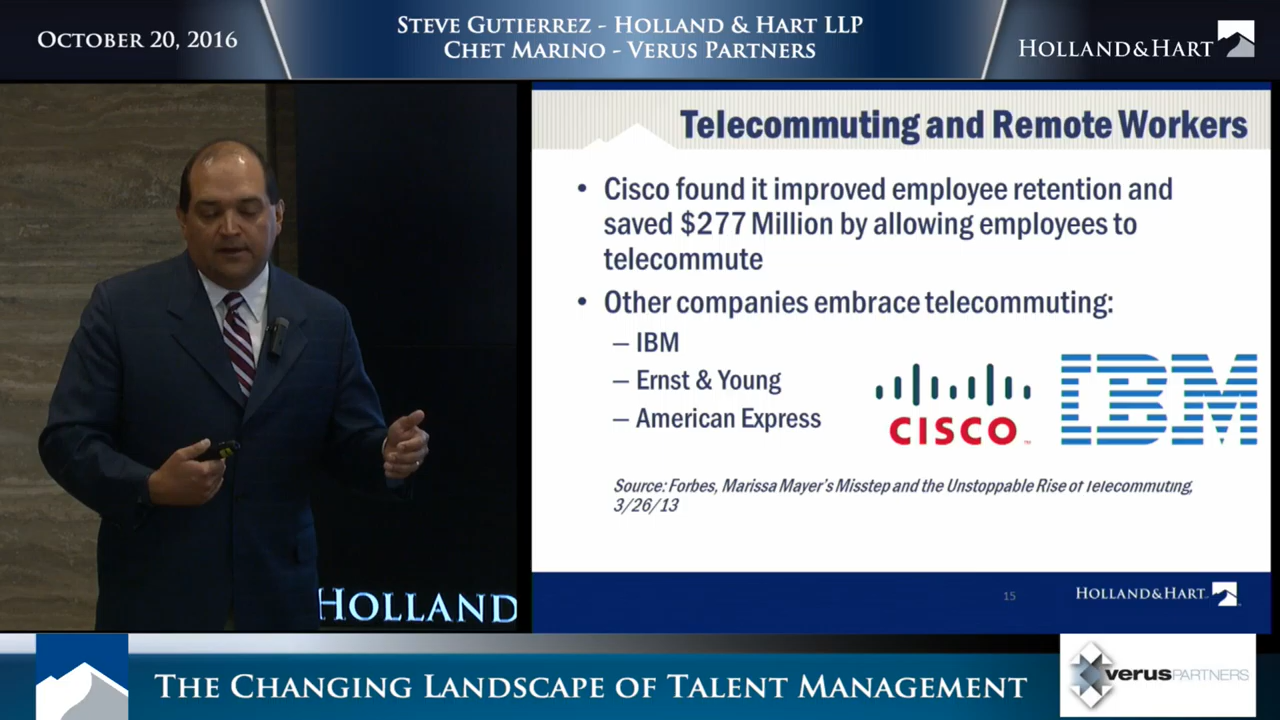 OCTOBER 20, 2016
STEVE GUTIERREZ - HOLLAND & HART LLP
CHET MARINO - VERUS PARTNERS
HOLLAND&HART
Telecommuting and Remote Workers
• Cisco found it improved employee retention and
saved $277 Million by allowing employees to
telecommute
• Other companies embrace telecommuting:
– IBM
– Ernst & Young
– American Express
CISCO™
IBM
Source: Forbes, Marissa Mayer's Misstep and the Unstoppable Rise of Telecommuting,
3/26/13
HOLLAND
15
HOLLAND&HART
THE CHANGING LANDSCAPE OF TALENT MANAGEMENT
verusPARTNERS